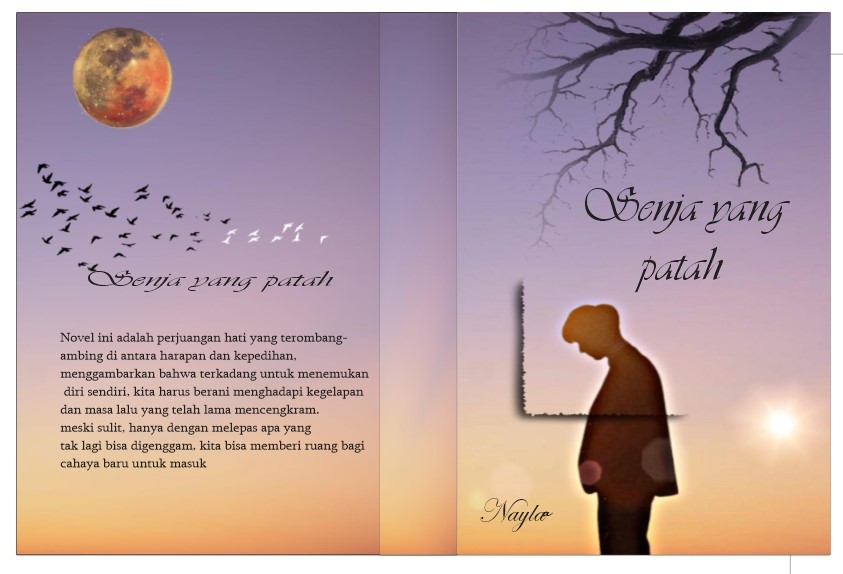 Senja yang patah
Novel ini adalah perjuangan hati yang terombang-
ambing di antara harapan dan kepedihan,
menggambarkan bahwa terkadang untuk menemukan
diri sendiri, kita harus berani menghadapi kegelapan
dan masa lalu yang telah lama mencengkram.
meski sulit, hanya dengan melepas apa yang
tak lagi bisa digenggam, kita bisa memberi ruang bagi
cahaya baru untuk masuk
Senja yang
patah
Nayla